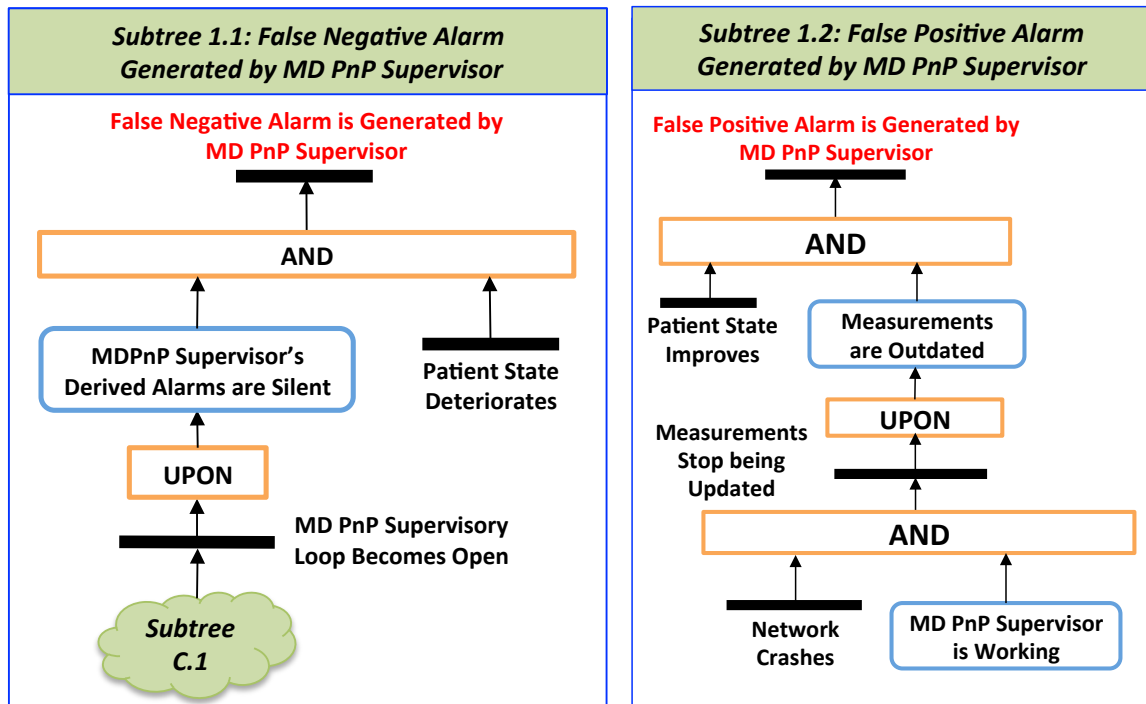 Subtree 1.1: False Negative Alarm
Generated by MD PnP Supervisor
False Negative Alarm is Generated by
MD PnP Supervisor
AND
MDPnP Supervisor's
Derived Alarms are Silent
Patient State
Deteriorates
UPON
MD PnP Supervisory
Loop Becomes Open
Subtree
C.1
Subtree 1.2: False Positive Alarm
Generated by MD PnP Supervisor
False Positive Alarm is Generated by
MD PnP Supervisor
AND
Patient State
Improves
Measurements
are Outdated
UPON
Measurements
Stop being
Updated
AND
Network
Crashes
MD PnP Supervisor
is Working